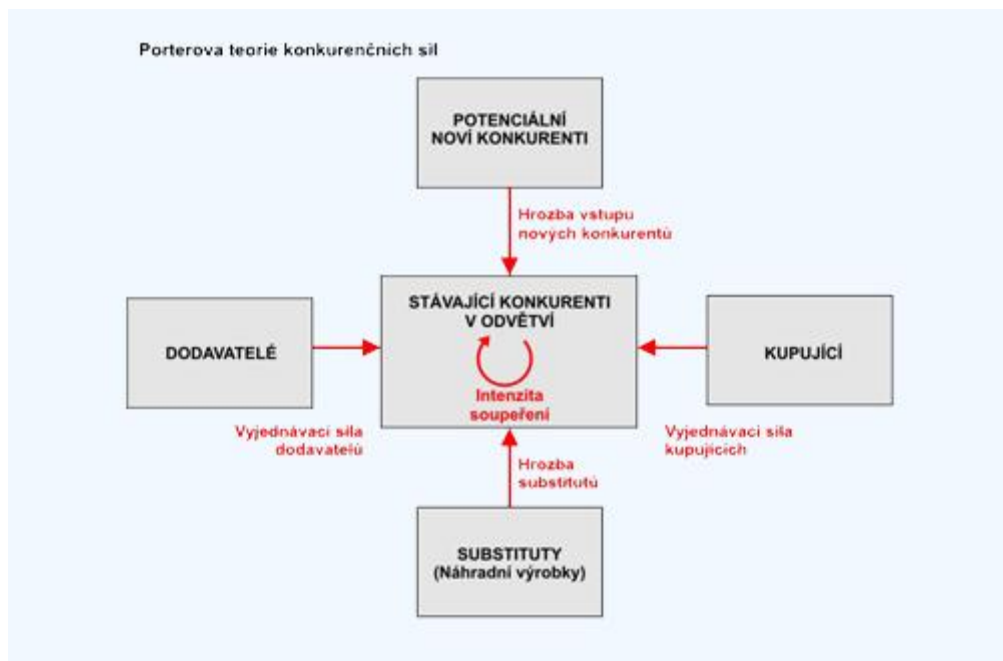 Porterova teorie konkurenčních sil
POTENCIÁLNÍ
NOVÍ KONKURENTI
Hrozba vstupu
nových konkurentů
STÁVAJÍCÍ KONKURENTI
V ODVĚTVÍ
Intenzita
soupeření
DODAVATELÉ
KUPUJÍCÍ
Vyjednávací síla
dodavatelů
Vyjednávací síla
kupujících
Hrozba
substitutů
SUBSTITUTY
(Náhradní výrobky)